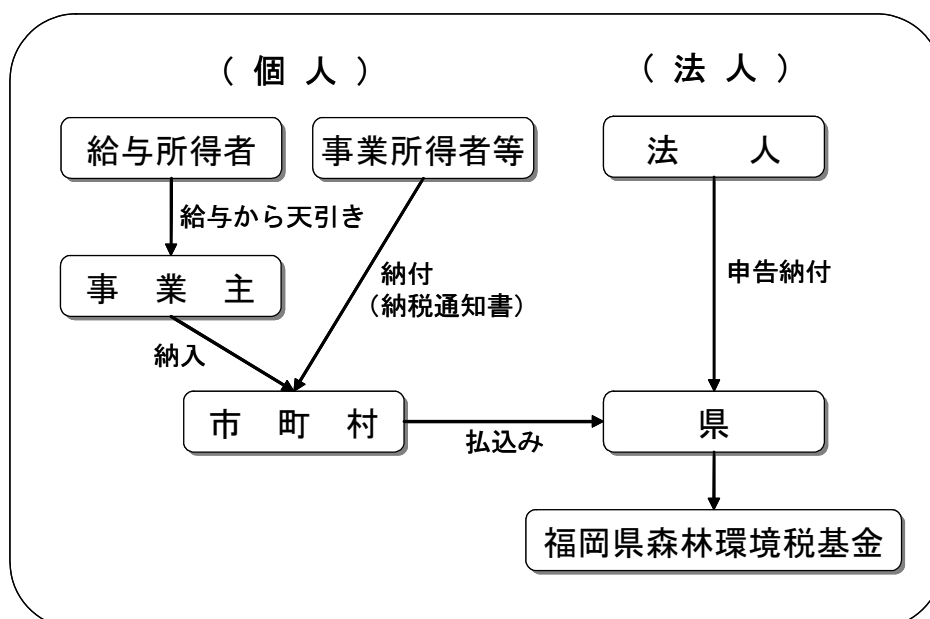 （ 個 人 ）
（ 法 人 ）
給与所得者
事業所得者等
法　人
給与から天引き
事　業　主
納付
（納税通知書）
申告納付
納入
市　町　村
払込み
県
福岡県森林環境税基金